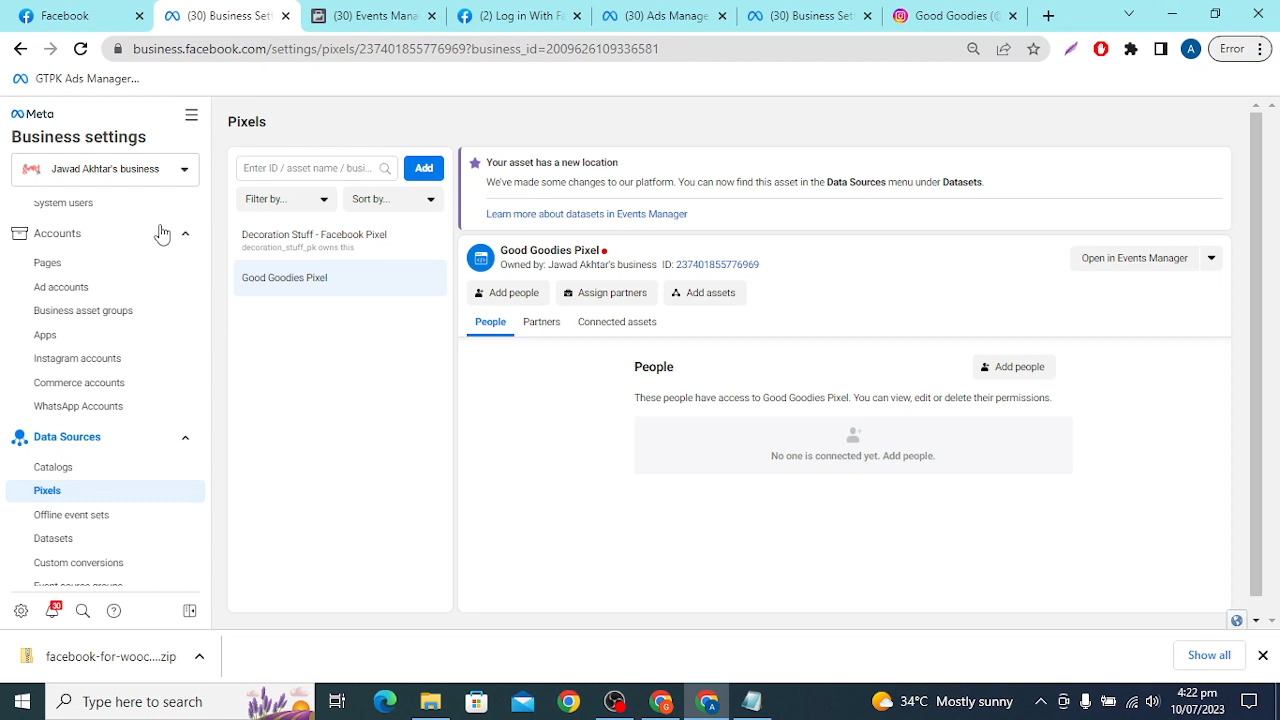 Facebook
(30) Business Sett
(30) Events Mana
(2) Log in With Fa
(30) Ads Manage
(30) Business Set
Good Goodies (@
business.facebook.com/settings/pixels/237401855776969?business_id=2009626109336581
A
Error
GTPK Ads Manager...
Meta
Business settings
Jawad Akhtar's business
System users
Accounts
Pages
Ad accounts
Business asset groups
Apps
Instagram accounts
Commerce accounts
WhatsApp Accounts
Data Sources
Catalogs
Pixels
Offline event sets
Datasets
Custom conversions
Event source groups
30
Pixels
Enter ID / asset name / busi...
Add
Filter by...
Sort by...
Decoration Stuff - Facebook Pixel
decoration_stuff_pk owns this
Good Goodies Pixel
Your asset has a new location
We've made some changes to our platform. You can now find this asset in the Data Sources menu under Datasets.
Learn more about datasets in Events Manager
Good Goodies Pixel
Owned by: Jawad Akhtar's business ID: 237401855776969
Open in Events Manager
Add people
Assign partners
Add assets
People
Partners
Connected assets
People
Add people
These people have access to Good Goodies Pixel. You can view, edit or delete their permissions.
No one is connected yet. Add people.
facebook-for-wooc....zip
Show all
Type here to search
G
A
34°C Mostly sunny
4:22 pm
10/07/2023